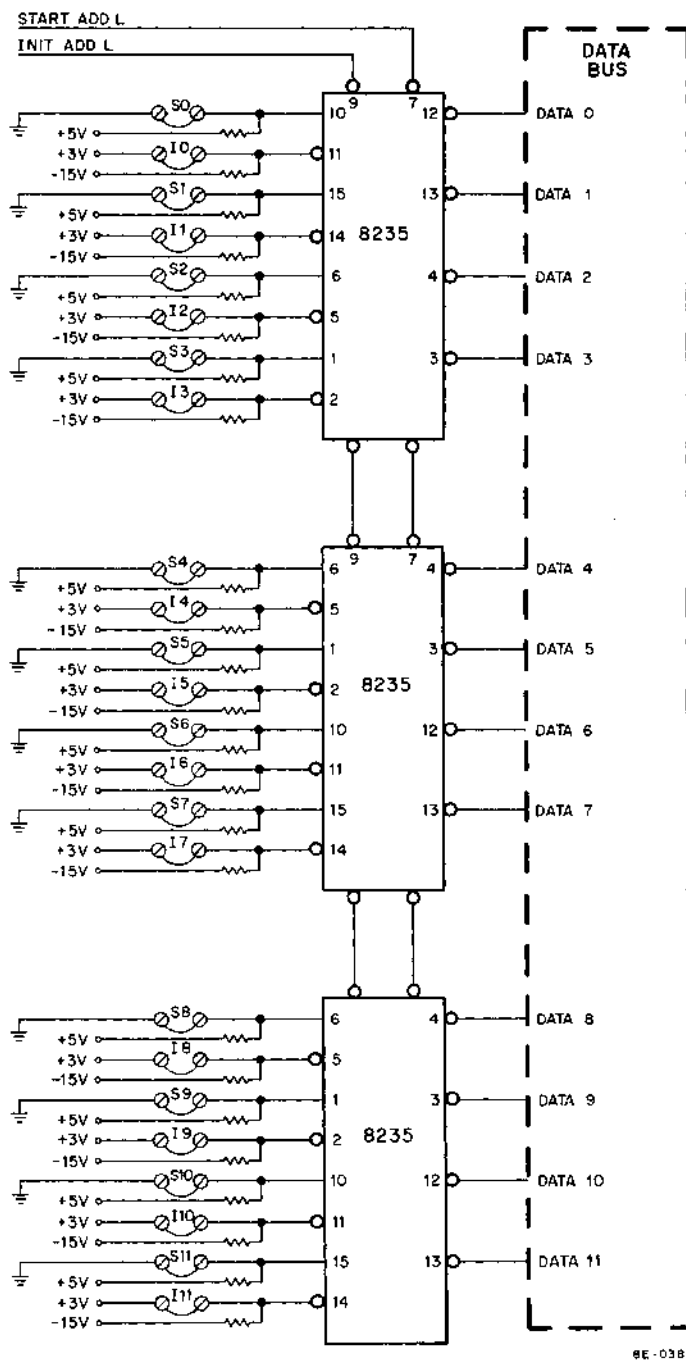 START ADD L
INIT ADD L
DATA
BUS
9 7
S0 10 12 DATA 0
+5V
+3V I0 11
-15V
S1 15 13 DATA 1
+5V
+3V I1 14 8235
-15V
S2 6 4 DATA 2
+5V
+3V I2 5
-15V
S3 1 3 DATA 3
+5V
+3V I3 2
-15V
9 7
S4 6 4 DATA 4
+5V
+3V I4 5
-15V
S5 1 3 DATA 5
+5V
+3V I5 2 8235
-15V
S6 10 12 DATA 6
+5V
+3V I6 11
-15V
S7 15 13 DATA 7
+5V
+3V I7 14
-15V
S8 6 4 DATA 8
+5V
+3V I8 5
-15V
S9 1 3 DATA 9
+5V
+3V I9 2 8235
-15V
S10 10 12 DATA 10
+5V
+3V I10 11
-15V
S11 15 13 DATA 11
+5V
+3V I11 14
-15V
8E-038